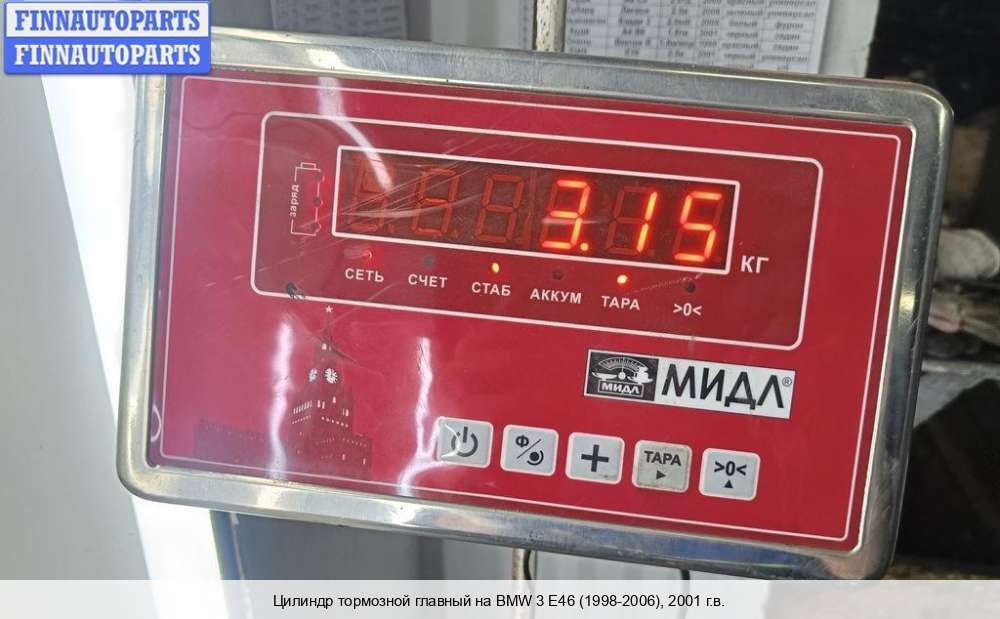 FINNAUTOPARTS
FINNAUTOPARTS
заряд
3.15
КГ
СЕТЬ СЧЕТ СТАБ АККУМ ТАРА >0<
МИДЛ МИДЛ®
Ф/
ТАРА >0<
Цилиндр тормозной главный на BMW 3 E46 (1998-2006), 2001 г.в.